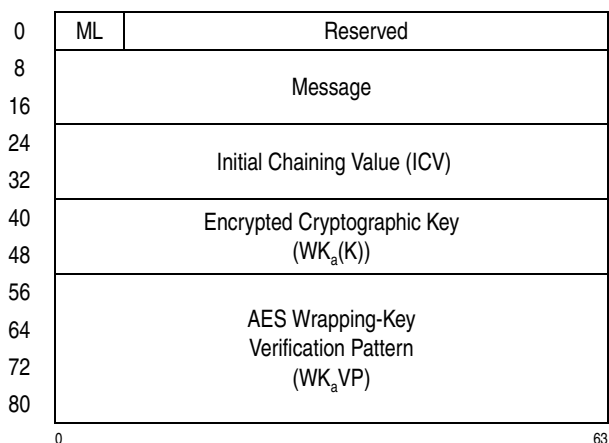 0 ML Reserved
8
Message
16
24
Initial Chaining Value (ICV)
32
40 Encrypted Cryptographic Key
48 (WKa(K))
56
AES Wrapping-Key
64
Verification Pattern
72
(WKaVP)
80
0 63